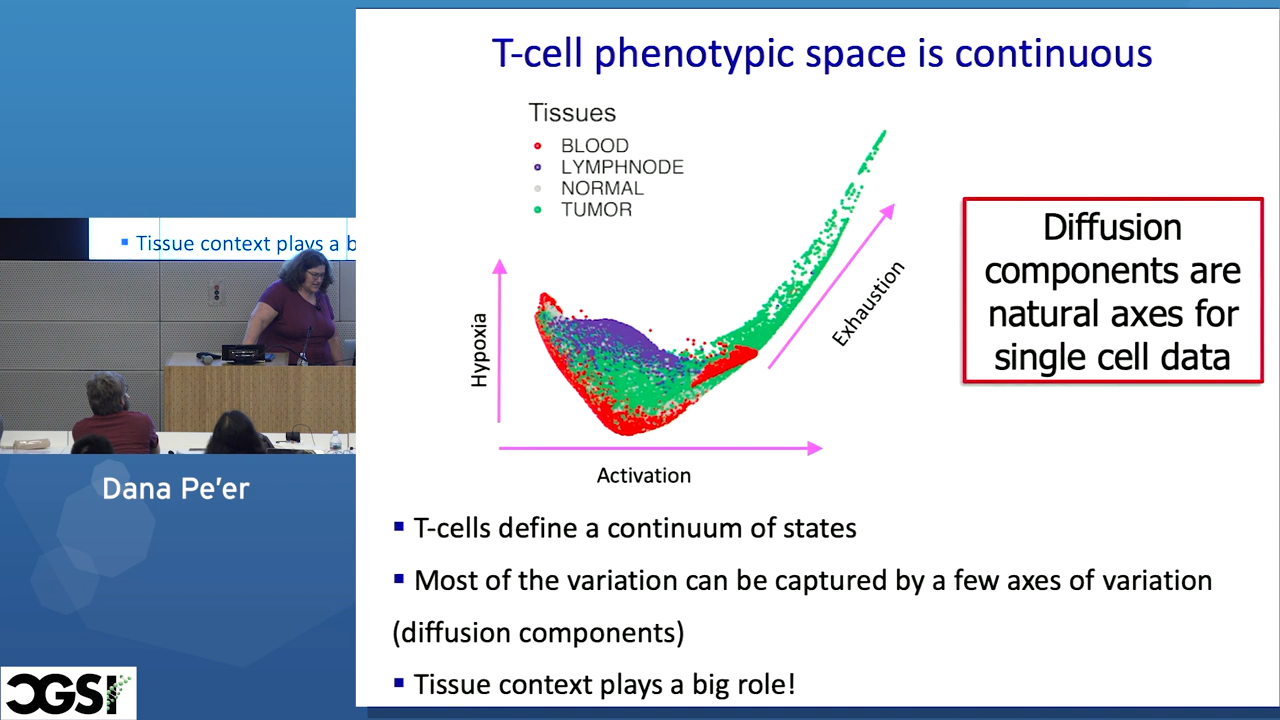 T-cell phenotypic space is continuous
Tissues
BLOOD
LYMPHNODE
NORMAL
TUMOR
Hypoxia
Activation
Exhaustion
Diffusion
components are
natural axes for
single cell data
▪ T-cells define a continuum of states
▪ Most of the variation can be captured by a few axes of variation
(diffusion components)
▪ Tissue context plays a big role!
▪ Tissue context plays a b
Dana Pe'er
CGSI